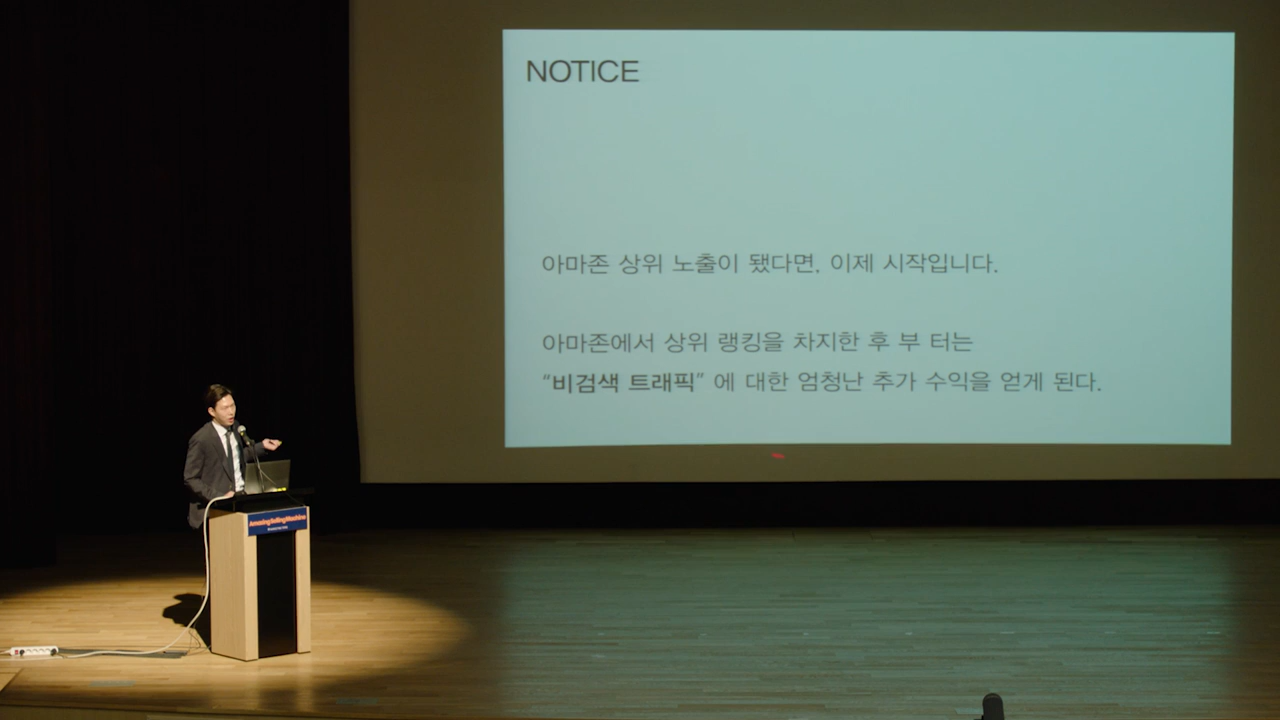 NOTICE
아마존 상위 노출이 됐다면, 이제 시작입니다.
아마존에서 상위 랭킹을 차지한 후 부 터는
“비검색 트래픽” 에 대한 엄청난 추가 수익을 얻게 된다.
AmazingSellingMachine